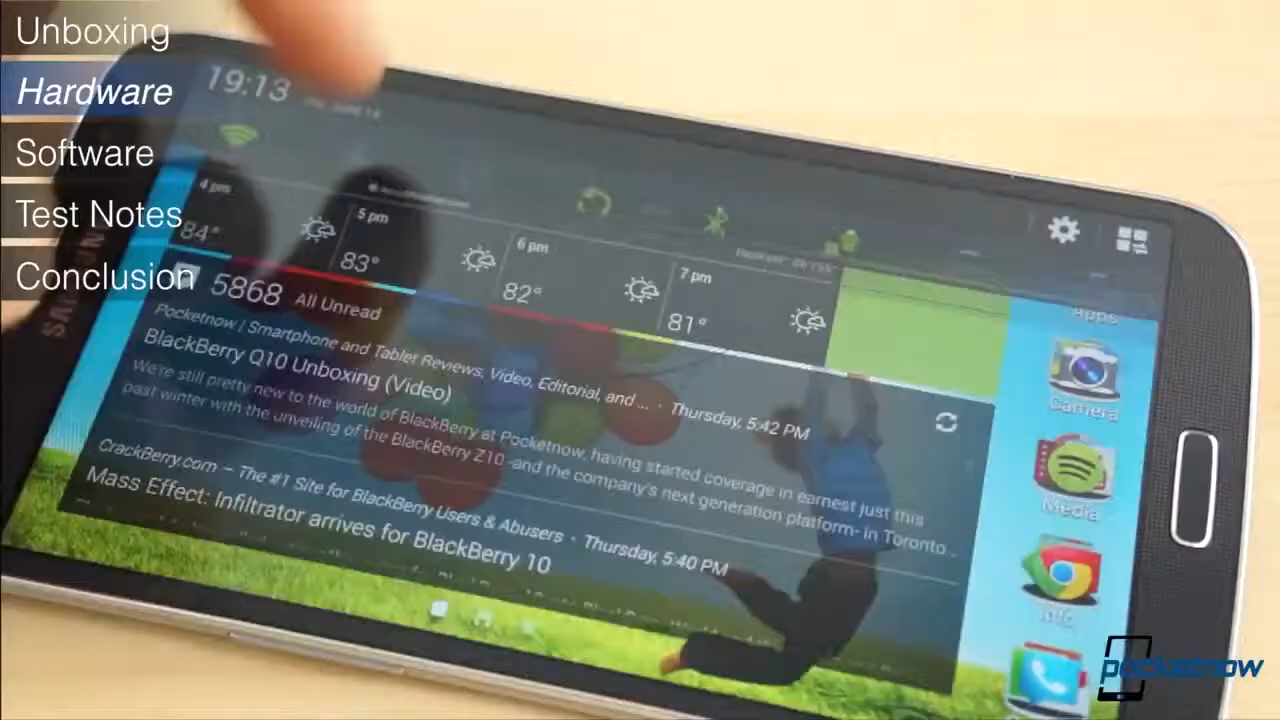 Unboxing
Hardware
Software
Test Notes
Conclusion
19:13
4 pm
84°
5 pm
83°
6 pm
82°
7 pm
81°
5868 All Unread
Pocketnow | Smartphone and Tablet Reviews, Video, Editorial, and ... · Thursday, 5:42 PM
BlackBerry Q10 Unboxing (Video)
We're still pretty new to the world of BlackBerry at Pocketnow, having started coverage in earnest just this
past winter with the unveiling of the BlackBerry Z10 -and the company's next generation platform- in Toronto...
CrackBerry.com – The #1 Site for BlackBerry Users & Abusers · Thursday, 5:40 PM
Mass Effect: Infiltrator arrives for BlackBerry 10
Apps
Camera
Media
Info
SAMSUNG
pocketnow